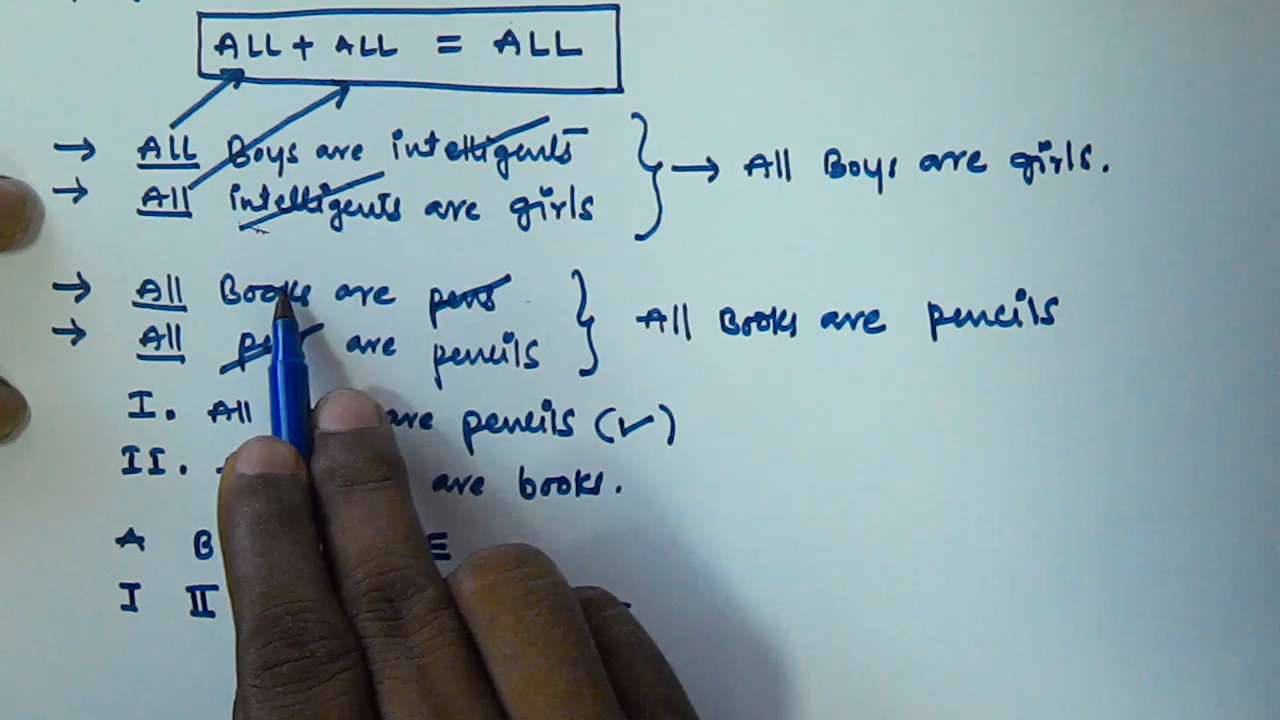 ALL + ALL = ALL
→ ALL Boys are intelligents
→ All intelligents are girls
→ All Boys are girls.
→ All Books are pens
→ All are pencils
All Books are pencils
I. All are pencils (✓)
II. are books.
A B E
I II